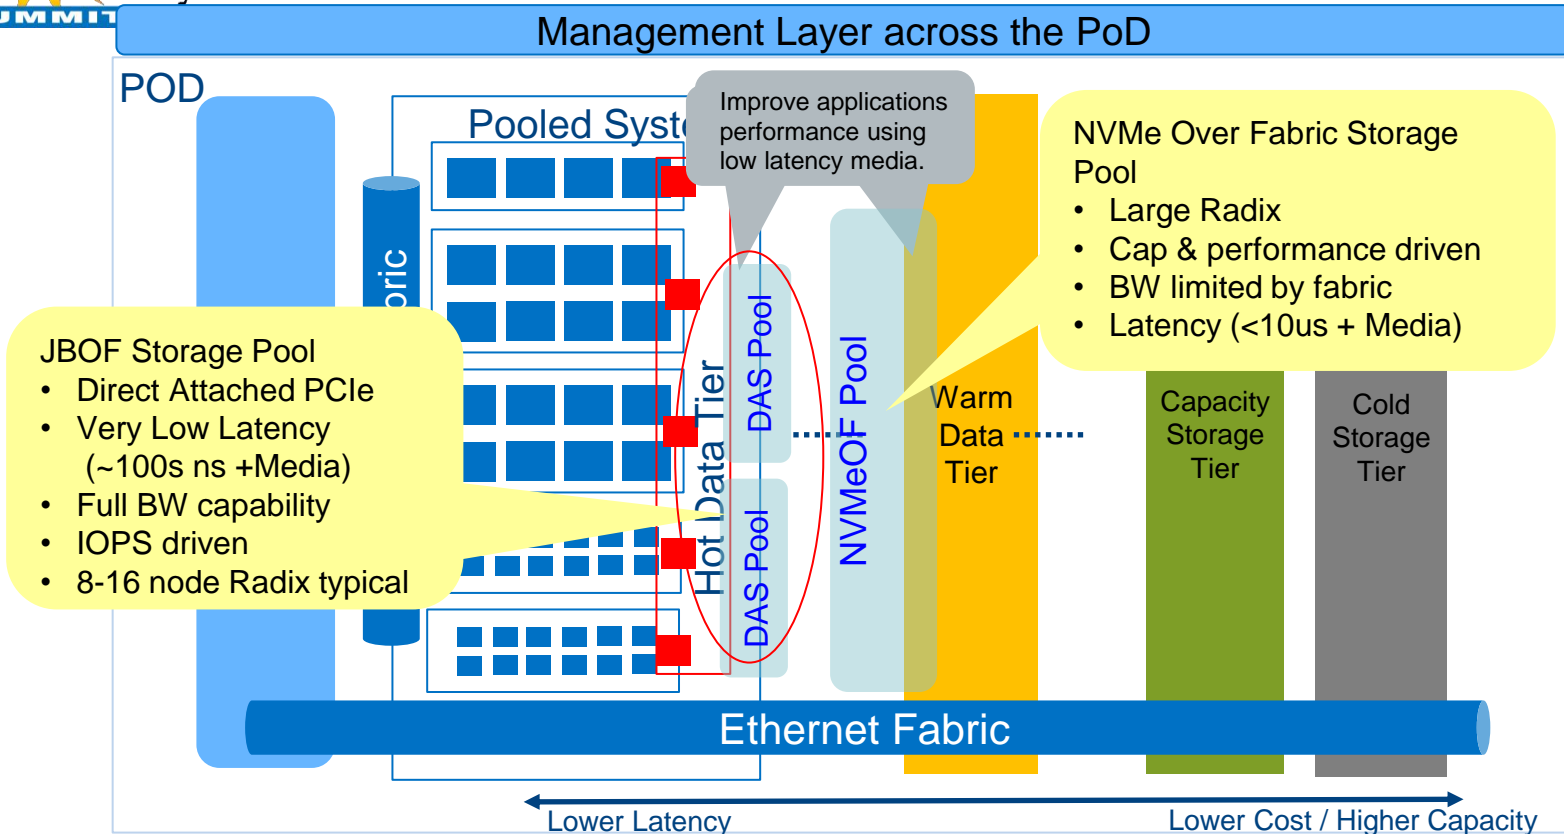 Management Layer across the PoD
POD
Pooled
Improve applications
performance using
low latency media.
NVMe Over Fabric Storage
Pool
• Large Radix
• Cap & performance driven
• BW limited by fabric
• Latency (<10us + Media)
JBOF Storage Pool
• Direct Attached PCIe
• Very Low Latency
(~100s ns +Media)
• Full BW capability
• IOPS driven
• 8-16 node Radix typical
Hot Data Tier
DAS Pool
DAS Pool
NVMeOF Pool
Warm
Data
Tier
Capacity
Storage
Tier
Cold
Storage
Tier
Ethernet Fabric
Lower Latency
Lower Cost / Higher Capacity